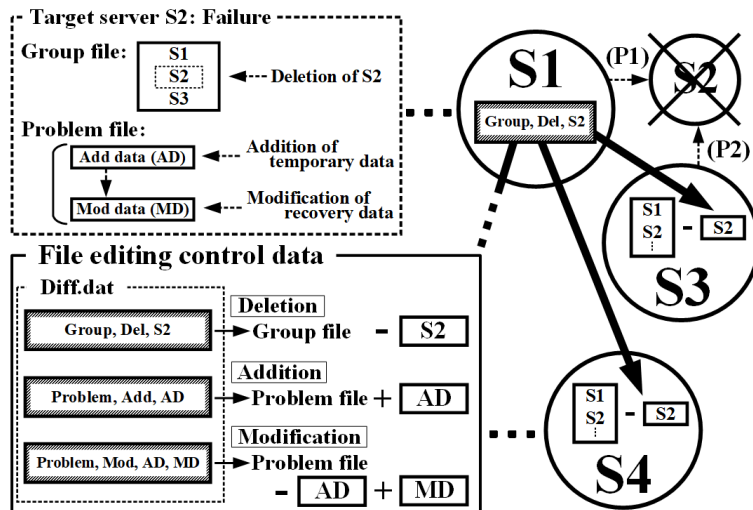 Target server S2: Failure
Group file:
S1
S2
S3
Deletion of S2
Problem file:
Add data (AD)
Addition of
temporary data
Mod data (MD)
Modification of
recovery data
S1
Group, Del, S2
(P1)
S2
(P2)
S1
S2
-
S2
S3
S1
S2
-
S2
S4
File editing control data
Diff.dat
Group, Del, S2
Deletion
Group file - S2
Problem, Add, AD
Addition
Problem file + AD
Problem, Mod, AD, MD
Modification
Problem file
- AD + MD